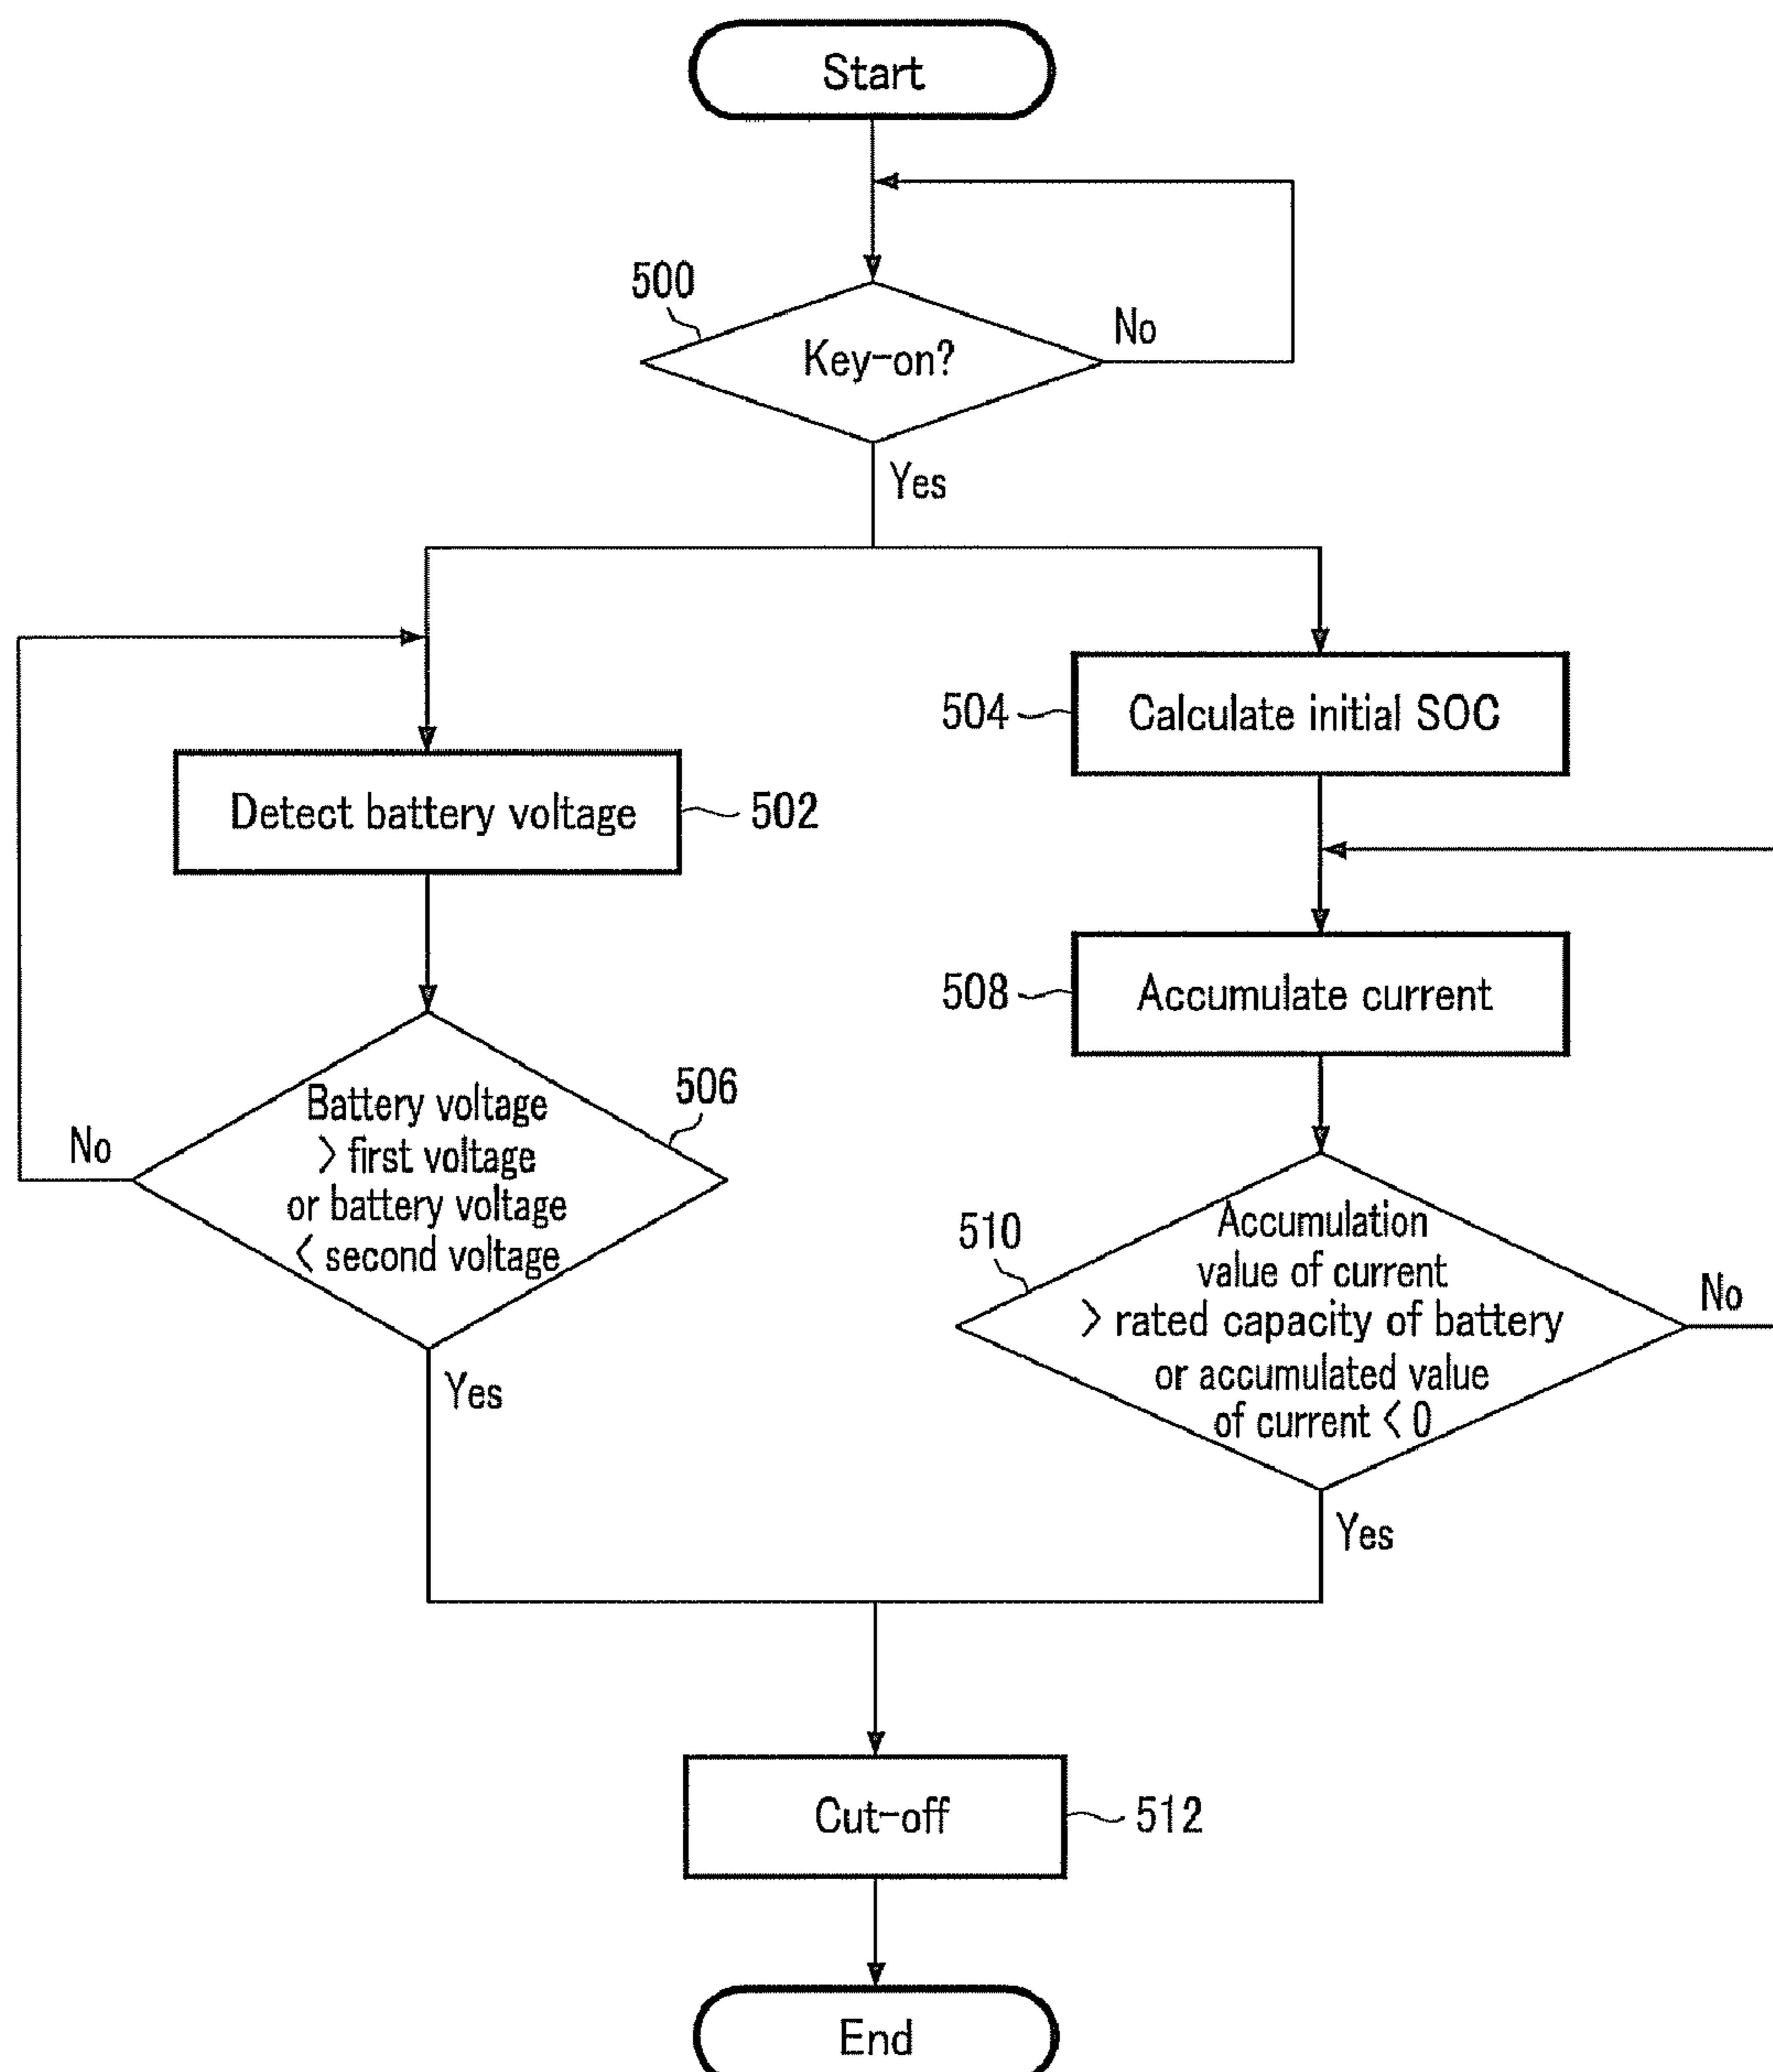 Start
500
Key-on?
No
Yes
504
Calculate initial SOC
Detect battery voltage
502
508
Accumulate current
Battery voltage
> first voltage
or battery voltage
< second voltage
506
No
Yes
510
Accumulation
value of current
> rated capacity of battery
or accumulated value
of current < 0
No
Yes
Cut-off
512
End